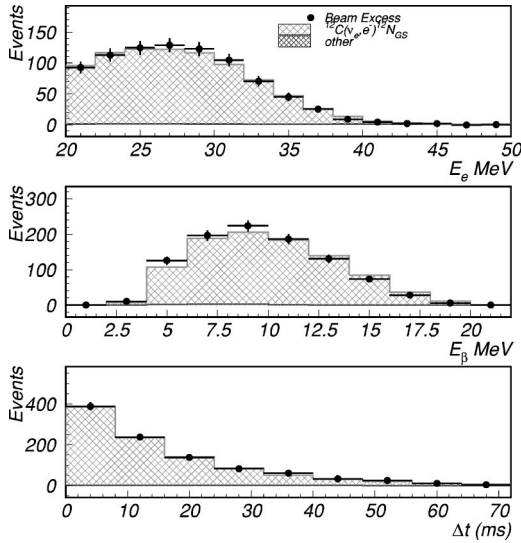 Events
150
100
50
0
Beam Excess
¹²C(νₑ,e⁻)¹²N_GS
other
20 25 30 35 40 45 50
Eₑ MeV
Events
300
200
100
0
0 2.5 5 7.5 10 12.5 15 17.5 20
E_β MeV
Events
400
200
0
0 10 20 30 40 50 60 70
Δt (ms)